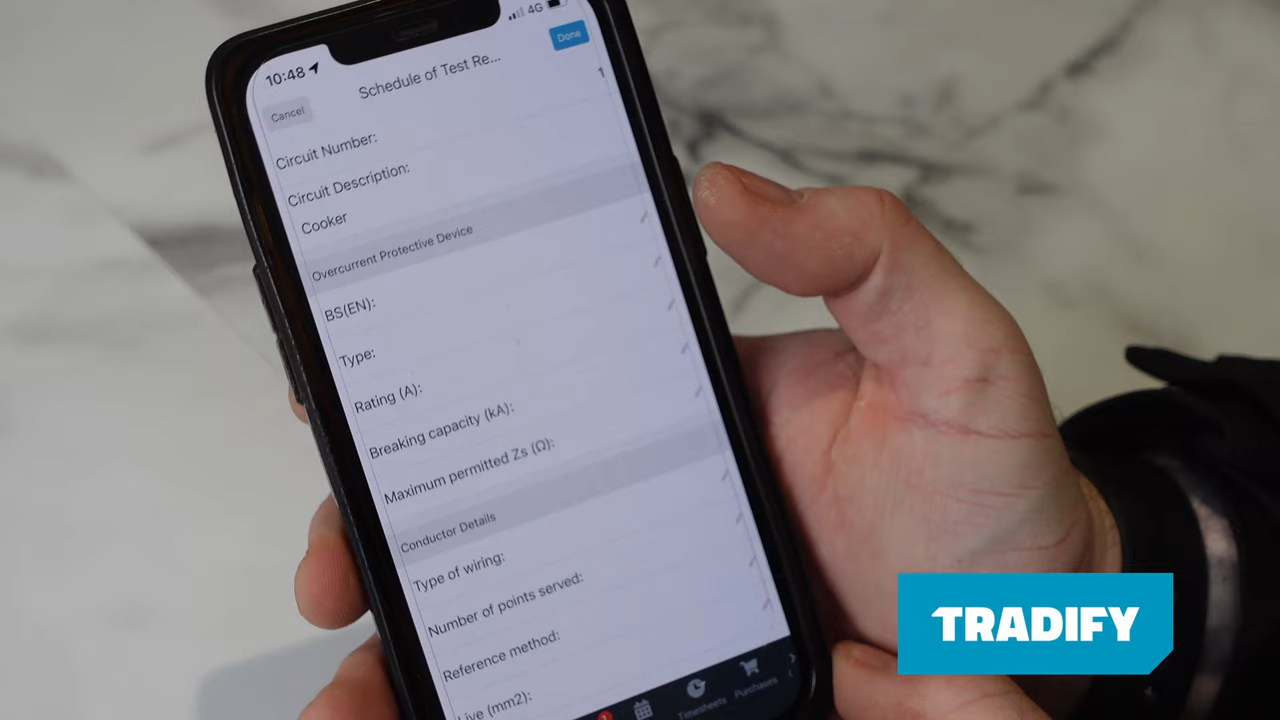 10:48
4G
Done
Schedule of Test Re...
Cancel
Circuit Number:
1
Circuit Description:
Cooker
Overcurrent Protective Device
BS(EN):
Type:
Rating (A):
Breaking capacity (kA):
Maximum permitted Zs (Ω):
Conductor Details
Type of wiring:
Number of points served:
Reference method:
Live (mm2):
1
Timesheets
Purchases
TRADIFY